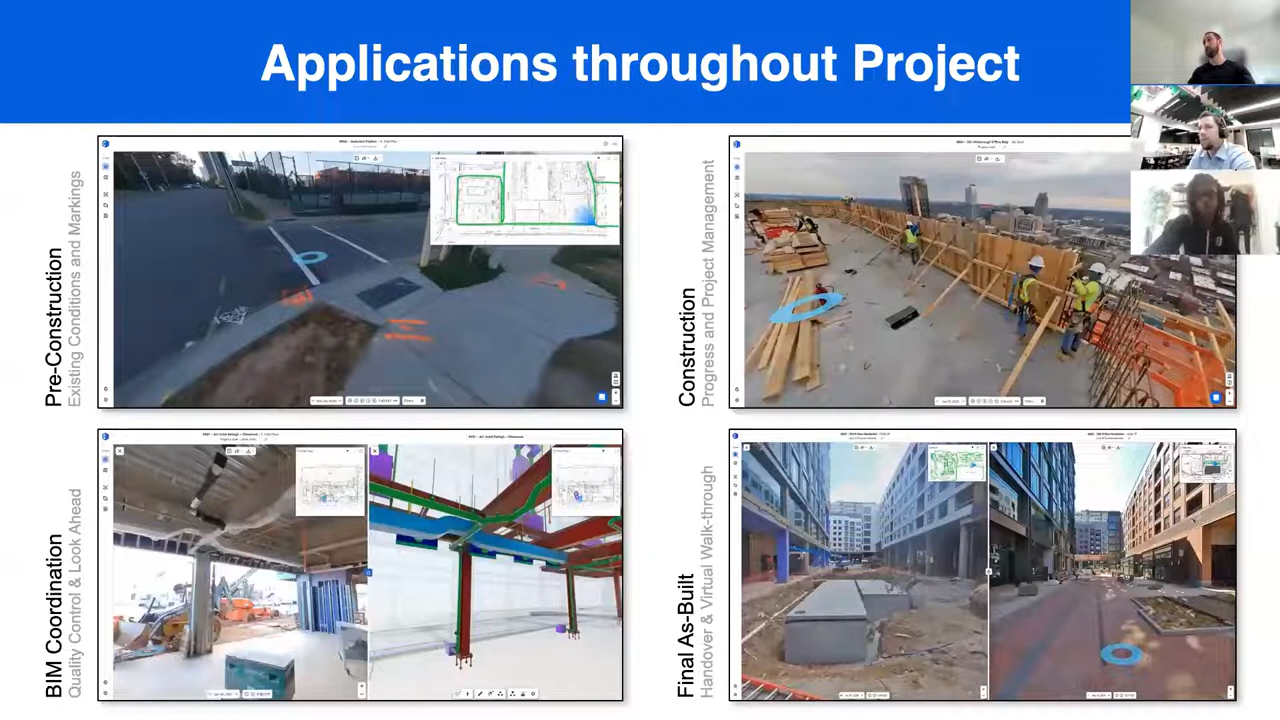 Applications throughout Project
Pre-Construction
Existing Conditions and Markings
Construction
Progress and Project Management
BIM Coordination
Quality Control & Look Ahead
Final As-Built
Handover & Virtual Walk-through